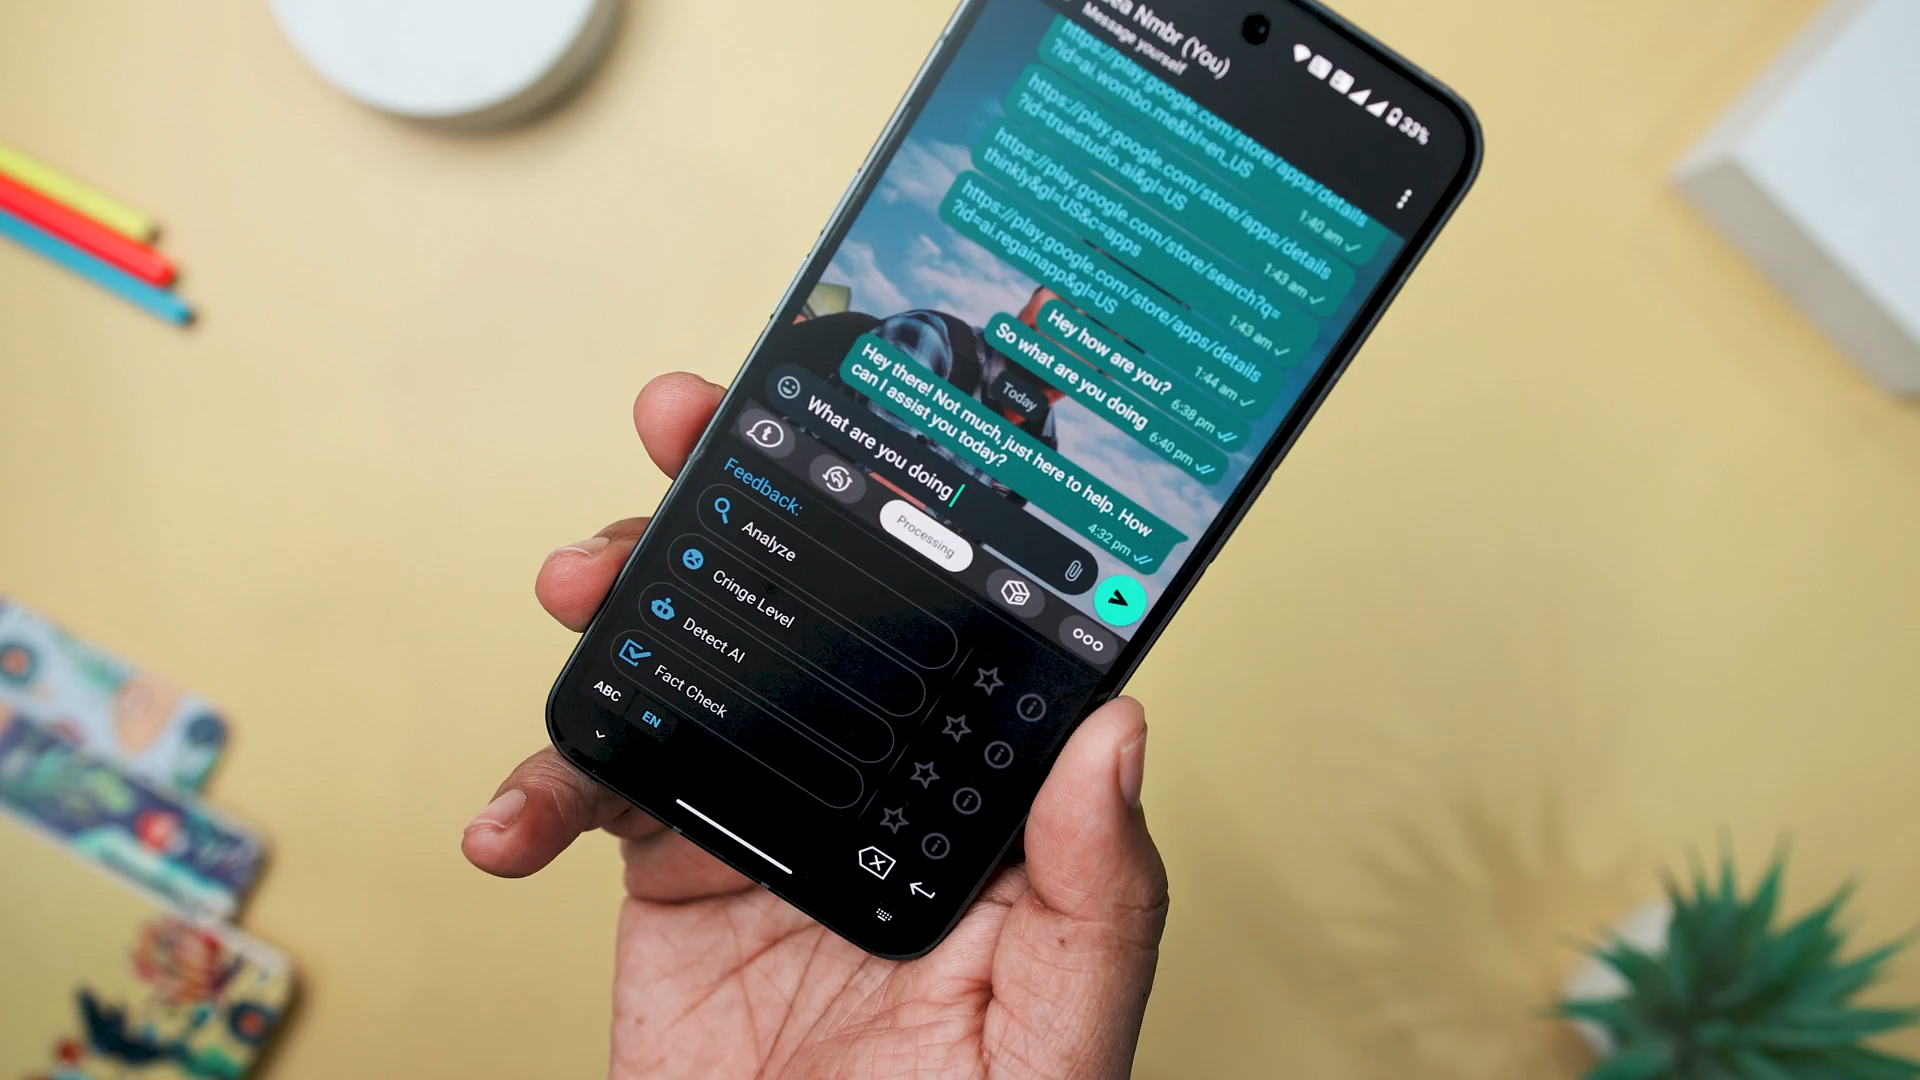 Nmbr (You)
Message yourself
33%
https://play.google.com/store/apps/details
?id=ai.wombo.me&hl=en_US
1:40 am
https://play.google.com/store/apps/details
?id=truestudio.ai&gl=US
1:43 am
https://play.google.com/store/search?q=
thinkly&gl=US&c=apps
1:43 am
https://play.google.com/store/apps/details
?id=ai.regainapp&gl=US
1:44 am
Hey how are you?
6:38 pm
So what are you doing
6:40 pm
Today
Hey there! Not much, just here to help. How
can I assist you today?
4:32 pm
What are you doing
Processing
Feedback:
Analyze
Cringe Level
Detect AI
Fact Check
ABC
EN